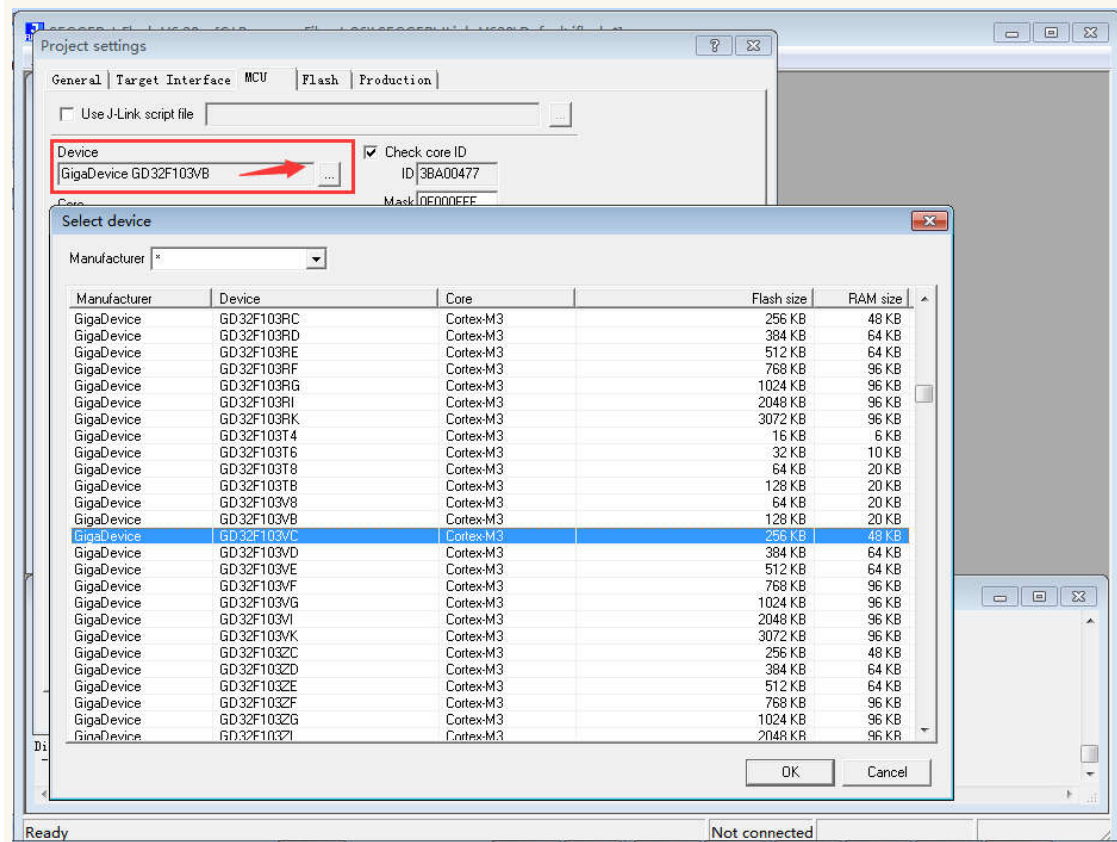 Project settings
General Target Interface MCU Flash Production
Use J-Link script file ...
Device
GigaDevice GD32F103VB ...
Check core ID
ID 3BA00477
Select device
Manufacturer *
Manufacturer Device Core Flash size RAM size
GigaDevice GD32F103RC Cortex-M3 256 KB 48 KB
GigaDevice GD32F103RD Cortex-M3 384 KB 64 KB
GigaDevice GD32F103RE Cortex-M3 512 KB 64 KB
GigaDevice GD32F103RF Cortex-M3 768 KB 96 KB
GigaDevice GD32F103RG Cortex-M3 1024 KB 96 KB
GigaDevice GD32F103RI Cortex-M3 2048 KB 96 KB
GigaDevice GD32F103RK Cortex-M3 3072 KB 96 KB
GigaDevice GD32F103T4 Cortex-M3 16 KB 6 KB
GigaDevice GD32F103T6 Cortex-M3 32 KB 10 KB
GigaDevice GD32F103T8 Cortex-M3 64 KB 20 KB
GigaDevice GD32F103TB Cortex-M3 128 KB 20 KB
GigaDevice GD32F103V8 Cortex-M3 64 KB 20 KB
GigaDevice GD32F103VB Cortex-M3 128 KB 20 KB
GigaDevice GD32F103VC Cortex-M3 256 KB 48 KB
GigaDevice GD32F103VD Cortex-M3 384 KB 64 KB
GigaDevice GD32F103VE Cortex-M3 512 KB 64 KB
GigaDevice GD32F103VF Cortex-M3 768 KB 96 KB
GigaDevice GD32F103VG Cortex-M3 1024 KB 96 KB
GigaDevice GD32F103VI Cortex-M3 2048 KB 96 KB
GigaDevice GD32F103VK Cortex-M3 3072 KB 96 KB
GigaDevice GD32F103ZC Cortex-M3 256 KB 48 KB
GigaDevice GD32F103ZD Cortex-M3 384 KB 64 KB
GigaDevice GD32F103ZE Cortex-M3 512 KB 64 KB
GigaDevice GD32F103ZF Cortex-M3 768 KB 96 KB
GigaDevice GD32F103ZG Cortex-M3 1024 KB 96 KB
GigaDevice GD32F103ZI Cortex-M3 2048 KB 96 KB
OK Cancel
Ready Not connected